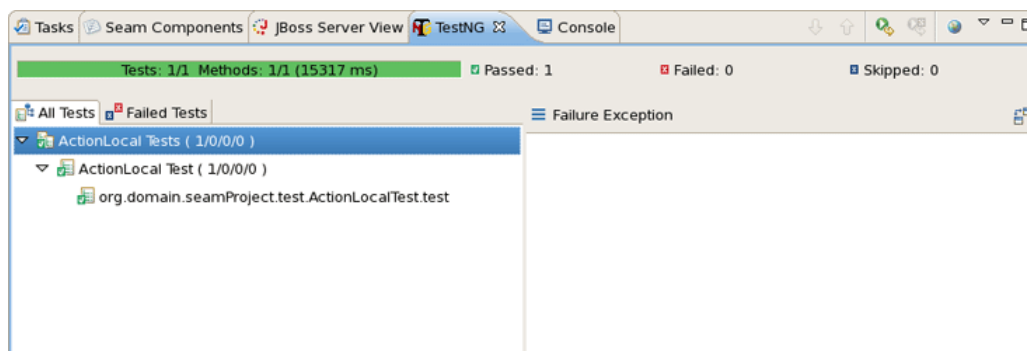 Tasks Seam Components JBoss Server View TestNG Console
Tests: 1/1 Methods: 1/1 (15317 ms) Passed: 1 Failed: 0 Skipped: 0
All Tests Failed Tests Failure Exception
ActionLocal Tests ( 1/0/0/0 )
ActionLocal Test ( 1/0/0/0 )
org.domain.seamProject.test.ActionLocalTest.test